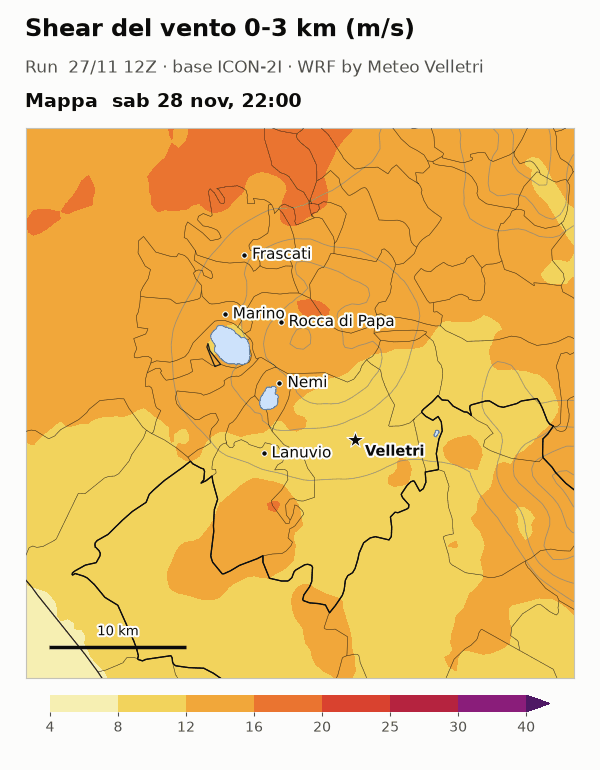 Shear del vento 0-3 km (m/s)
Run  27/11 12Z · base ICON-2I · WRF by Meteo Velletri
Mappa  sab 28 nov, 22:00
Frascati
Marino
Rocca di Papa
Nemi
Velletri
Lanuvio
10 km
4 8 12 16 20 25 30 40